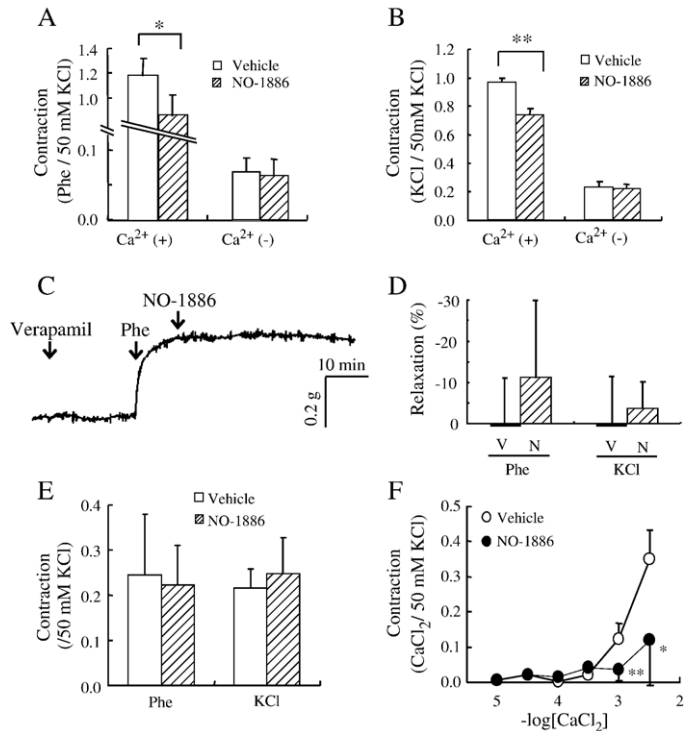 A
*
Vehicle
NO-1886
Contraction
(Phe / 50 mM KCl)
1.2
1.0
0.1
0.0
Ca2+ (+)
Ca2+ (-)
B
**
Vehicle
NO-1886
Contraction
(KCl / 50mM KCl)
1.2
1.0
0.8
0.6
0.4
0.2
0.0
Ca2+ (+)
Ca2+ (-)
C
NO-1886
Verapamil
Phe
10 min
0.2 g
D
Relaxation (%)
-30
-20
-10
0
V
N
V
N
Phe
KCl
E
Vehicle
NO-1886
Contraction
(/50 mM KCl)
0.4
0.3
0.2
0.1
0.0
Phe
KCl
F
Vehicle
NO-1886
Contraction
(CaCl2/ 50 mM KCl)
0.5
0.4
0.3
0.2
0.1
0.0
**
*
5
4
3
2
-log[CaCl2]